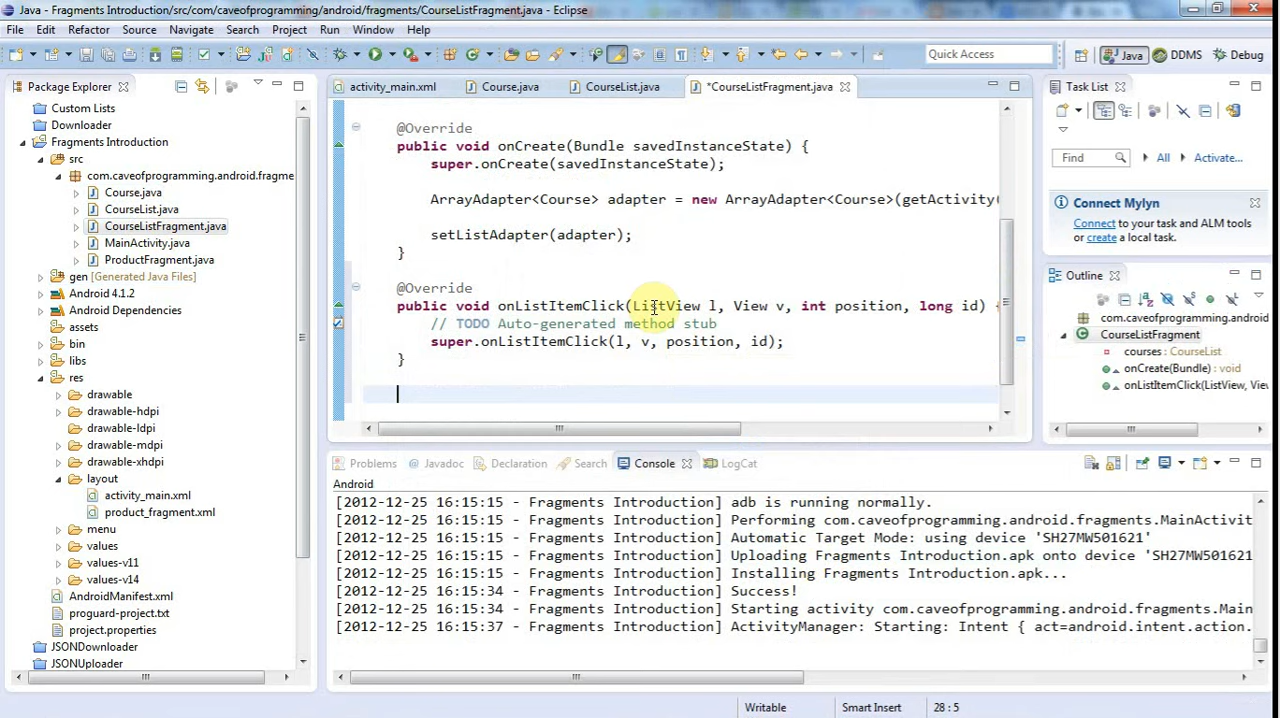 Java - Fragments Introduction/src/com/caveofprogramming/android/fragments/CourseListFragment.java - Eclipse
File Edit Refactor Source Navigate Search Project Run Window Help
Quick Access
Java DDMS Debug
Package Explorer
Custom Lists
Downloader
Fragments Introduction
src
com.caveofprogramming.android.fragme
Course.java
CourseList.java
CourseListFragment.java
MainActivity.java
ProductFragment.java
gen [Generated Java Files]
Android 4.1.2
Android Dependencies
assets
bin
libs
res
drawable
drawable-hdpi
drawable-ldpi
drawable-mdpi
drawable-xhdpi
layout
activity_main.xml
product_fragment.xml
menu
values
values-v11
values-v14
AndroidManifest.xml
proguard-project.txt
project.properties
JSONDownloader
JSONUploader
activity_main.xml Course.java CourseList.java *CourseListFragment.java
@Override
public void onCreate(Bundle savedInstanceState) {
super.onCreate(savedInstanceState);
ArrayAdapter<Course> adapter = new ArrayAdapter<Course>(getActivity(
setListAdapter(adapter);
}
@Override
public void onListItemClick(ListView l, View v, int position, long id) {
// TODO Auto-generated method stub
super.onListItemClick(l, v, position, id);
}
Task List
Find All Activate...
Connect Mylyn
Connect to your task and ALM tools
or create a local task.
Outline
com.caveofprogramming.android
CourseListFragment
courses : CourseList
onCreate(Bundle) : void
onListItemClick(ListView, View
Problems Javadoc Declaration Search Console LogCat
Android
[2012-12-25 16:15:15 - Fragments Introduction] adb is running normally.
[2012-12-25 16:15:15 - Fragments Introduction] Performing com.caveofprogramming.android.fragments.MainActivit
[2012-12-25 16:15:15 - Fragments Introduction] Automatic Target Mode: using device 'SH27MW501621'
[2012-12-25 16:15:15 - Fragments Introduction] Uploading Fragments Introduction.apk onto device 'SH27MW501621
[2012-12-25 16:15:15 - Fragments Introduction] Installing Fragments Introduction.apk...
[2012-12-25 16:15:34 - Fragments Introduction] Success!
[2012-12-25 16:15:34 - Fragments Introduction] Starting activity com.caveofprogramming.android.fragments.Main
[2012-12-25 16:15:37 - Fragments Introduction] ActivityManager: Starting: Intent { act=android.intent.action.
Writable Smart Insert 28 : 5